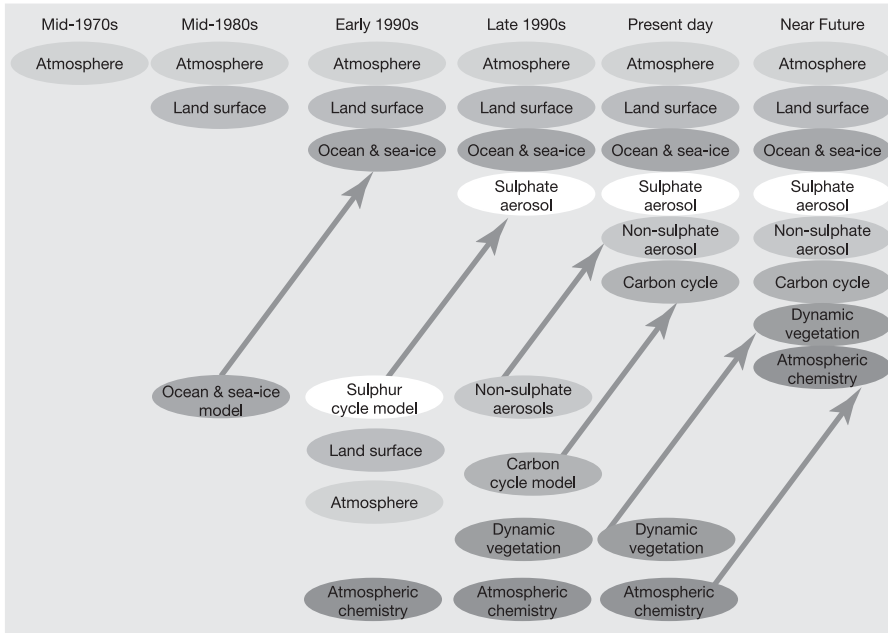 Mid-1970s Mid-1980s Early 1990s Late 1990s Present day Near Future
Atmosphere Atmosphere Atmosphere Atmosphere Atmosphere Atmosphere
Land surface Land surface Land surface Land surface Land surface
Ocean & sea-ice Ocean & sea-ice Ocean & sea-ice Ocean & sea-ice
Sulphate Sulphate Sulphate
aerosol aerosol aerosol
Non-sulphate Non-sulphate
aerosol aerosol
Carbon cycle Carbon cycle
Dynamic
vegetation
Atmospheric
chemistry
Ocean & sea-ice Sulphur Non-sulphate
model cycle model aerosols
Land surface
Carbon
cycle model
Atmosphere
Dynamic Dynamic
vegetation vegetation
Atmospheric Atmospheric Atmospheric
chemistry chemistry chemistry